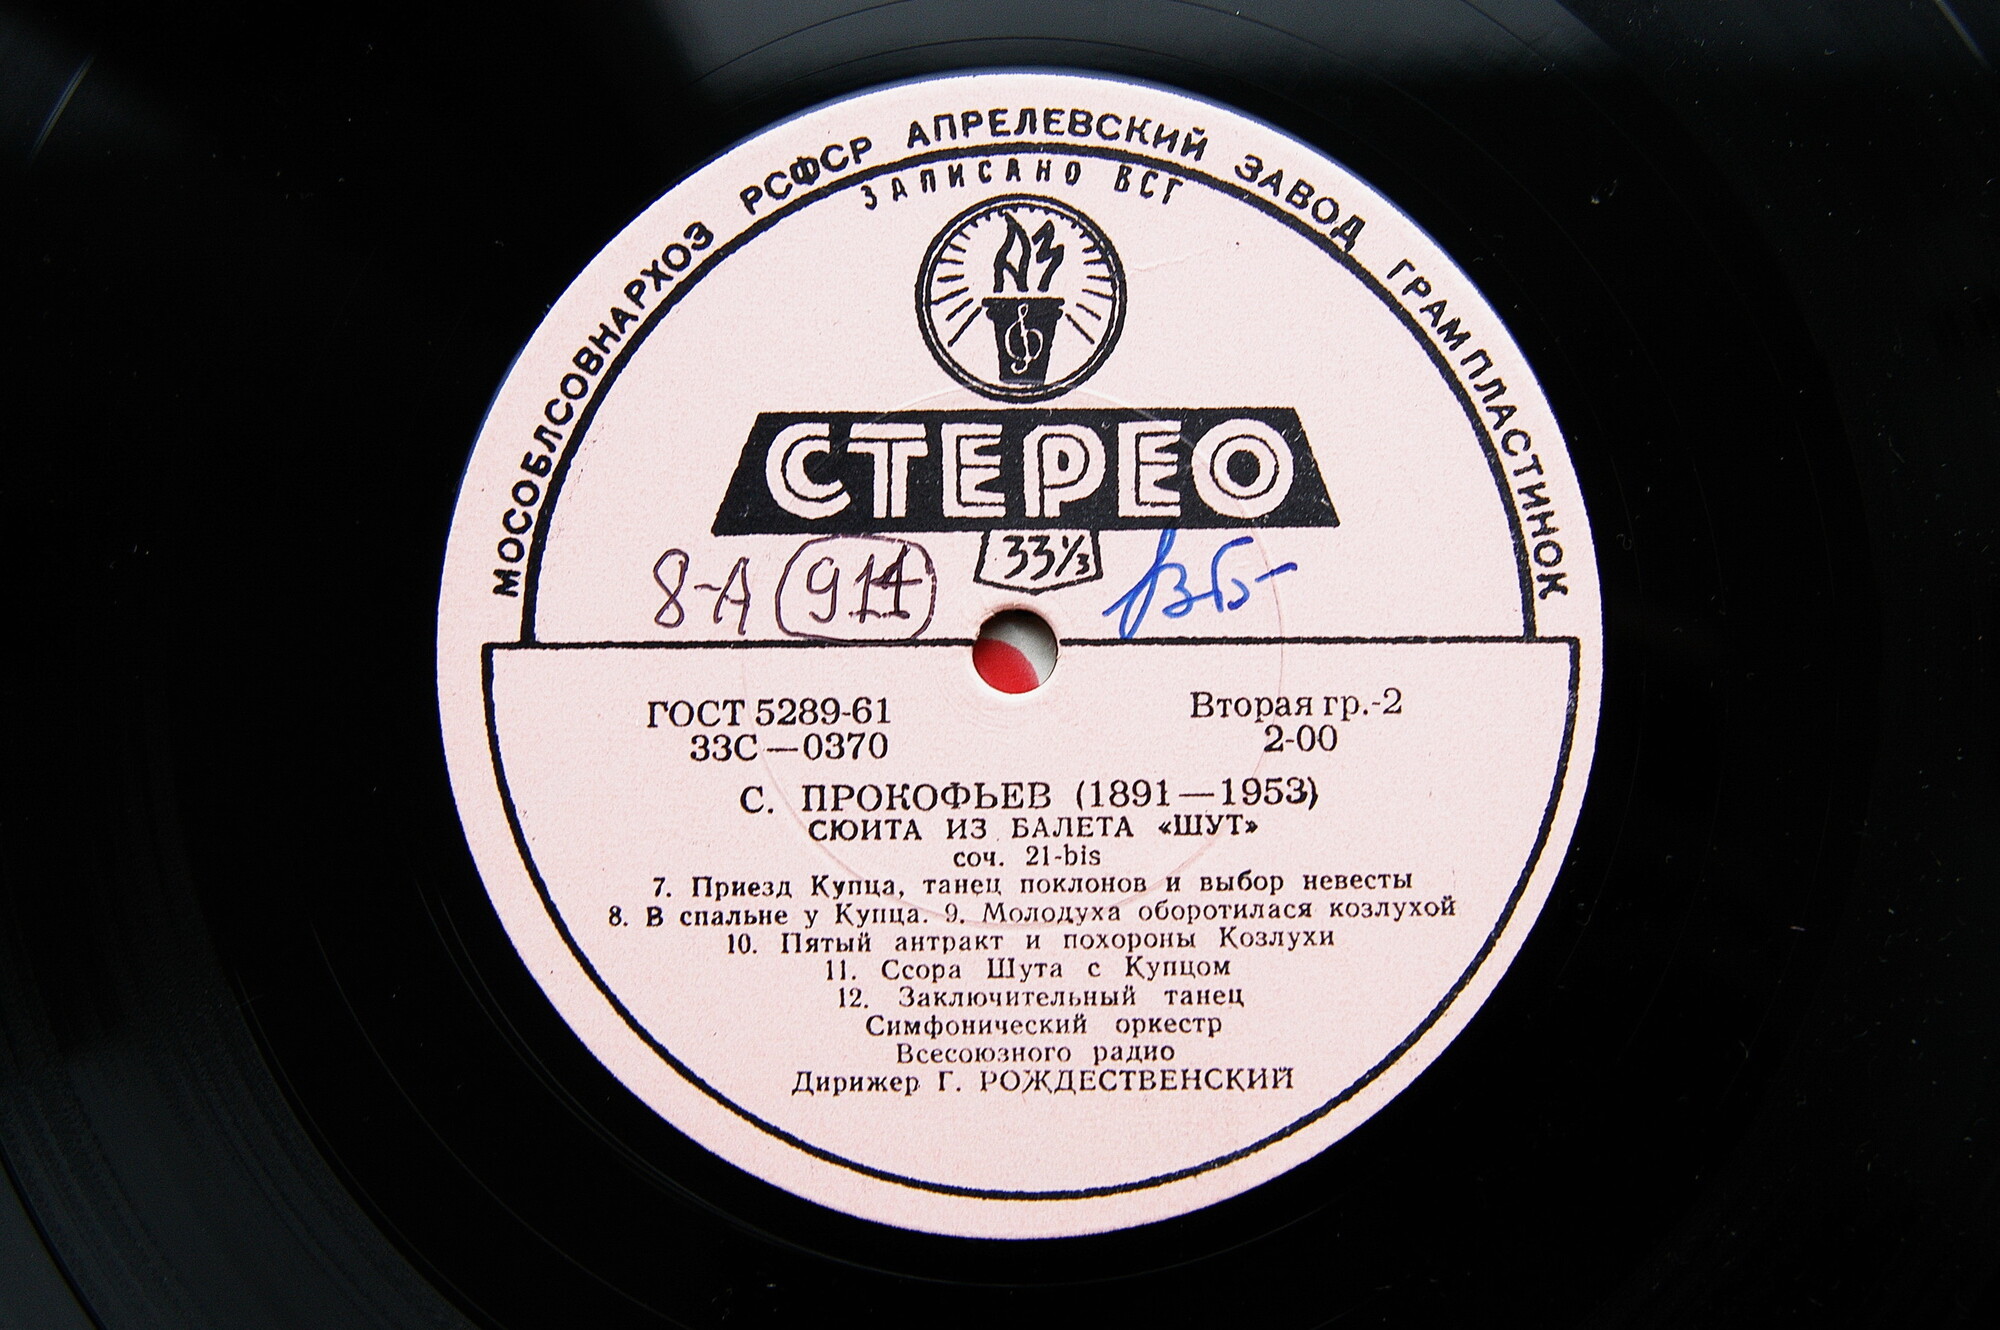 МОСОБЛСОВНАРХОЗ РСФСР АПРЕЛЕВСКИЙ ЗАВОД ГРАМПЛАСТИНОК
ЗАПИСАНО ВСГ
АЗ
СТЕРЕО
33⅓
8-А 911 ВБ-
ГОСТ 5289-61 Вторая гр.-2
33С—0370 2-00
С. ПРОКОФЬЕВ (1891—1953)
СЮИТА ИЗ БАЛЕТА «ШУТ»
соч. 21-bis
7. Приезд Купца, танец поклонов и выбор невесты
8. В спальне у Купца. 9. Молодуха оборотилася козлухой
10. Пятый антракт и похороны Козлухи
11. Ссора Шута с Купцом
12. Заключительный танец
Симфонический оркестр
Всесоюзного радио
Дирижер Г. РОЖДЕСТВЕНСКИЙ